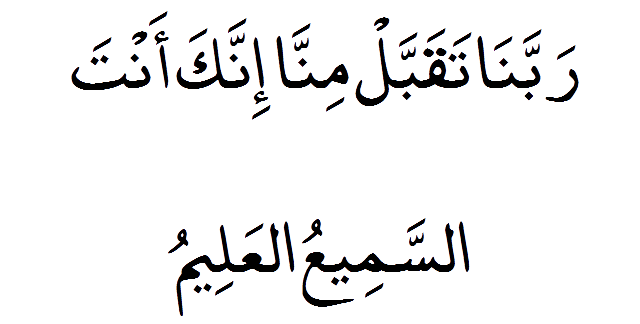 رَبَّنَا تَقَبَّلْ مِنَّا إِنَّكَ أَنْتَ
السَّمِيعُ العَلِيمُ